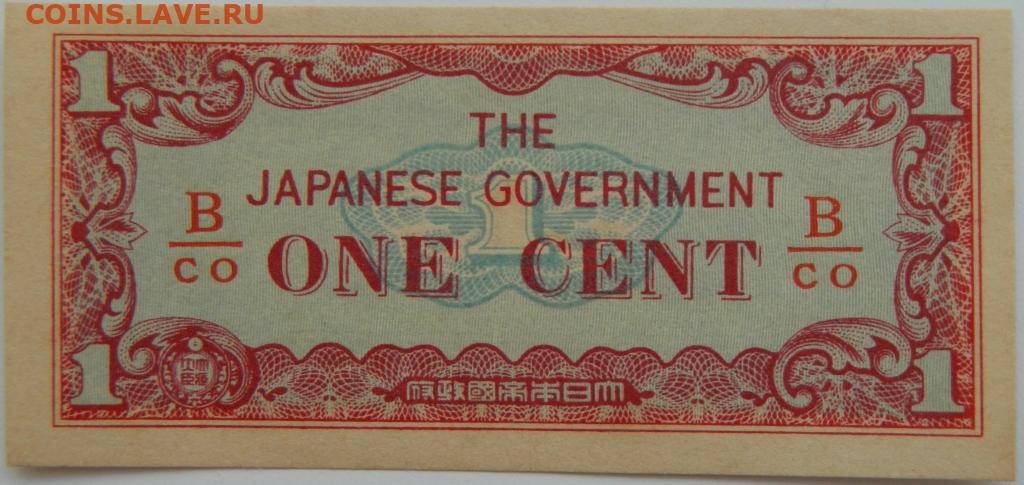 COINS.LAVE.RU
1 1
THE
JAPANESE GOVERNMENT
B B
CO CO
1
ONE CENT
1 1
大日本帝國政府